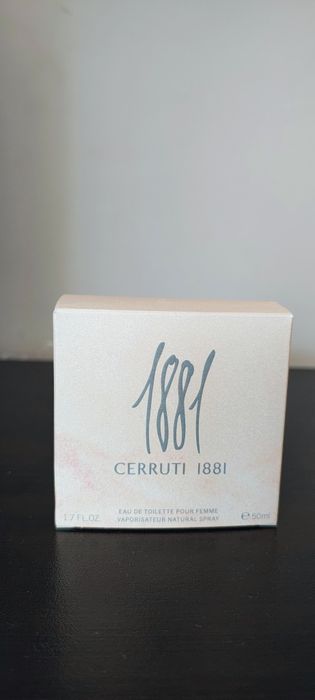 1881
CERRUTI 1881
EAU DE TOILETTE POUR FEMME
VAPORISATEUR NATURAL SPRAY
1.7 FL.OZ. ℮ 50ml